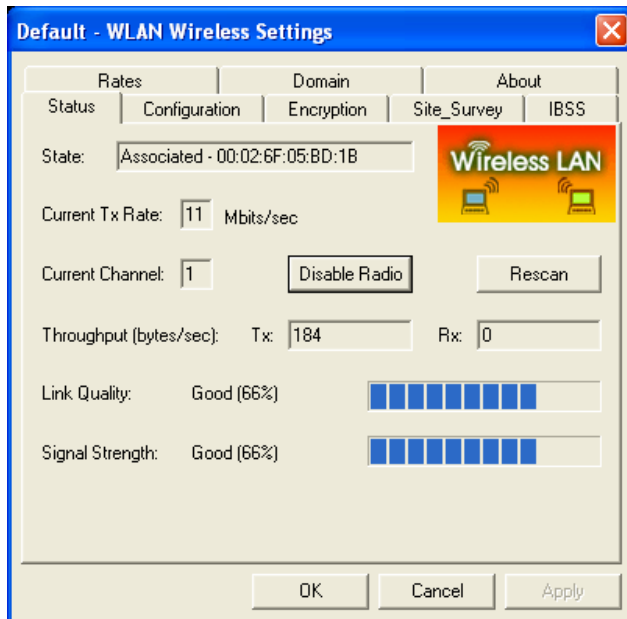 Default - WLAN Wireless Settings
Rates Domain About
Status Configuration Encryption Site_Survey IBSS
State: Associated - 00:02:6F:05:BD:1B
Wireless LAN
Current Tx Rate: 11 Mbits/sec
Current Channel: 1 Disable Radio Rescan
Throughput (bytes/sec): Tx: 184 Rx: 0
Link Quality: Good (66%)
Signal Strength: Good (66%)
OK Cancel Apply